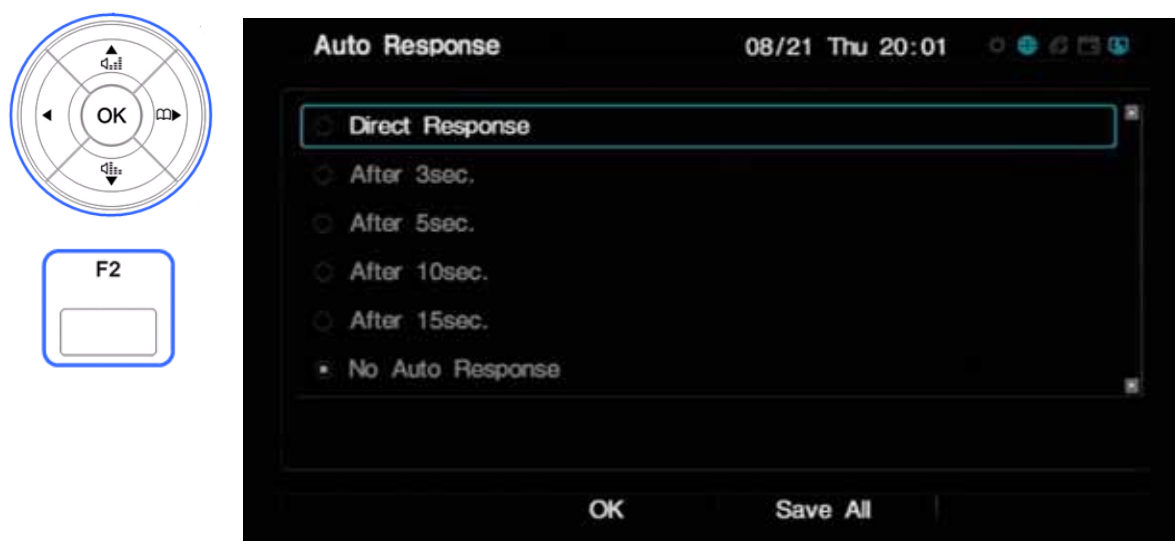 OK
F2
Auto Response 08/21 Thu 20:01
Direct Response
After 3sec.
After 5sec.
After 10sec.
After 15sec.
No Auto Response
OK Save All